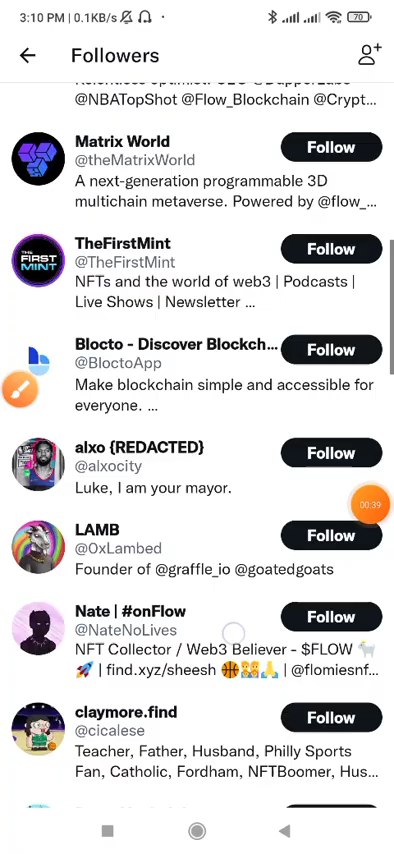 3:10 PM | 0.1KB/s
70
Followers
@NBATopShot @Flow_Blockchain @Crypt...
Matrix World
Follow
@theMatrixWorld
A next-generation programmable 3D
multichain metaverse. Powered by @flow_...
THE
FIRST
MINT
TheFirstMint
Follow
@TheFirstMint
NFTs and the world of web3 | Podcasts |
Live Shows | Newsletter ...
Blocto - Discover Blockch...
Follow
@BloctoApp
Make blockchain simple and accessible for
everyone. ...
alxo {REDACTED}
Follow
@alxocity
Luke, I am your mayor.
00:39
LAMB
Follow
@0xLambed
Founder of @graffle_io @goatedgoats
Nate | #onFlow
Follow
@NateNoLives
NFT Collector / Web3 Believer - $FLOW 🐐
🚀 | find.xyz/sheesh 🏀👯🙏 | @flomiesnf...
claymore.find
Follow
@cicalese
Teacher, Father, Husband, Philly Sports
Fan, Catholic, Fordham, NFTBoomer, Hus...